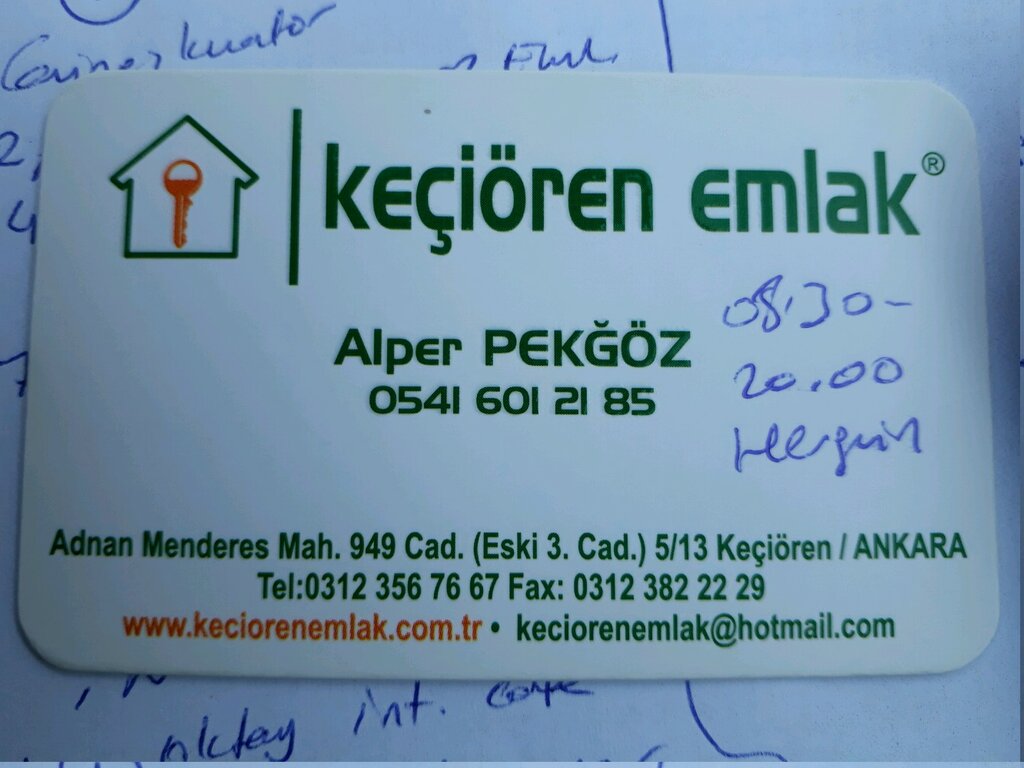 keçiören emlak®
Alper PEKĞÖZ
0541 601 21 85
08.30-
20.00
Hergün
Adnan Menderes Mah. 949 Cad. (Eski 3. Cad.) 5/13 Keçiören / ANKARA
Tel:0312 356 76 67 Fax: 0312 382 22 29
www.keciorenemlak.com.tr • keciorenemlak@hotmail.com
oktay int.